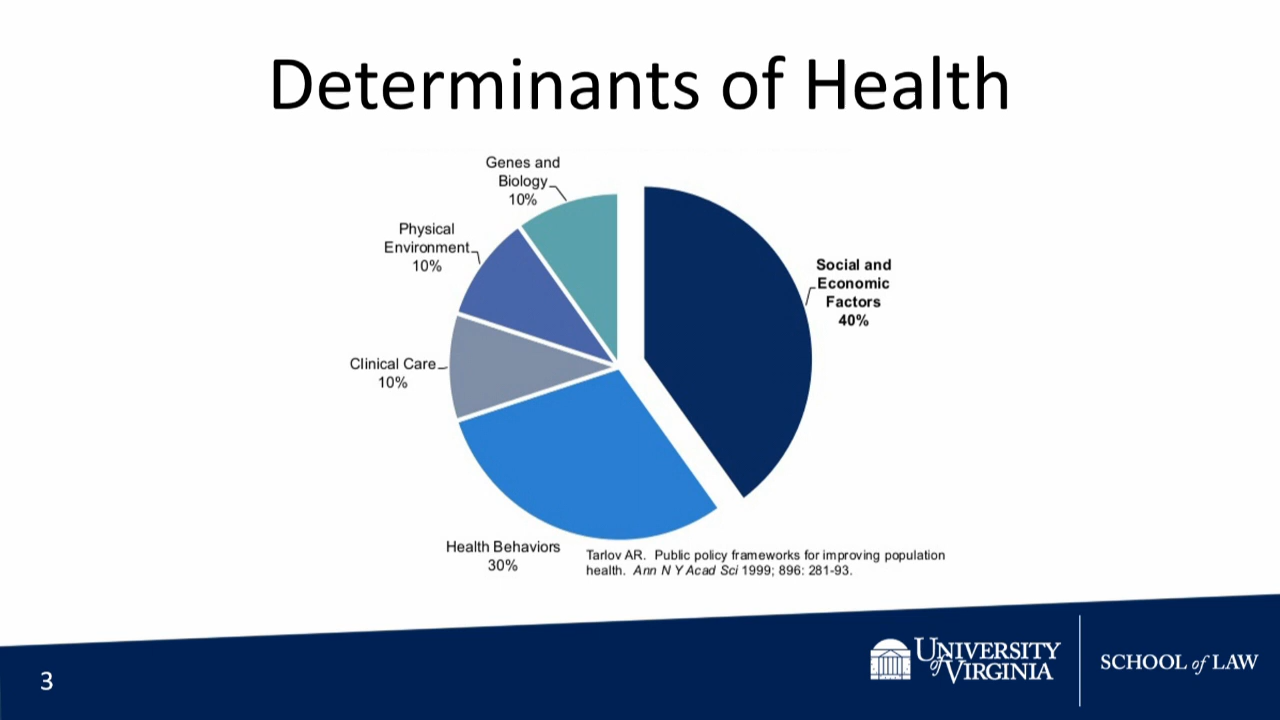 Determinants of Health
Genes and
Biology
10%
Physical
Environment
10%
Clinical Care
10%
Health Behaviors
30%
Social and
Economic
Factors
40%
Tarlov AR. Public policy frameworks for improving population
health. Ann N Y Acad Sci 1999; 896: 281-93.
3
UNIVERSITY
of VIRGINIA
SCHOOL of LAW